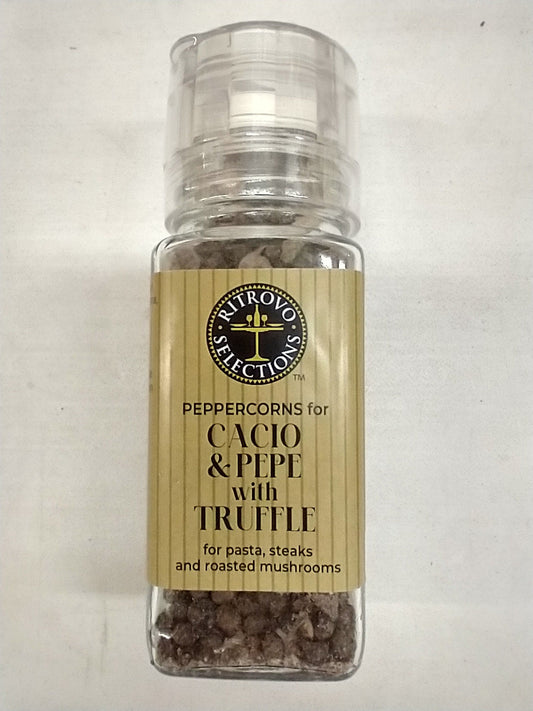 RITROVO
SELECTIONS
TM
PEPPERCORNS for
CACIO
& PEPE
with
TRUFFLE
for pasta, steaks
and roasted mushrooms